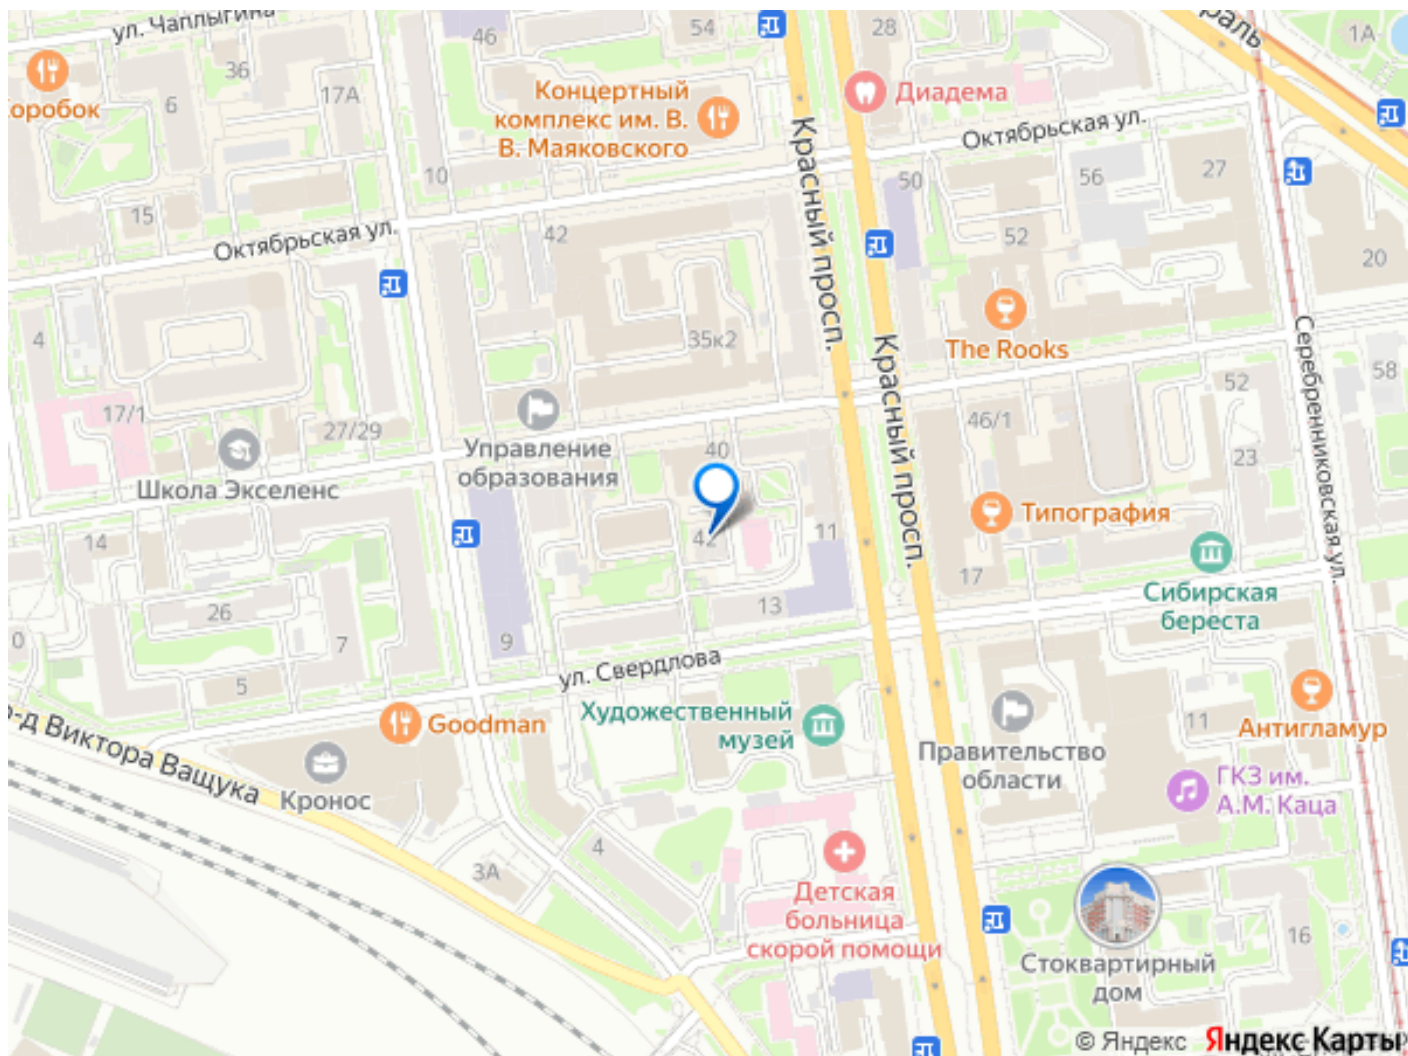 ул. Чаплыгина
46
54
28
1А
36
6
17А
Концертный
комплекс им. В.
В. Маяковского
Диадема
Октябрьская ул.
Красный просп.
10
15
50
56
27
Октябрьская ул.
42
52
20
4
35к2
The Rooks
Красный просп.
Серебренниковская ул.
52
58
17/1
27/29
Управление
образования
40
46/1
23
Школа Экселенс
Типография
14
42
11
17
Сибирская
береста
26
13
0
7
9
5
ул. Свердлова
Goodman
Художественный
музей
Правительство
области
11
Антигламур
Виктора Ващука
Кронос
ГКЗ им.
А.М. Каца
4
3А
Детская
больница
скорой помощи
Стоквартирный
дом
16
© Яндекс Яндекс Карты